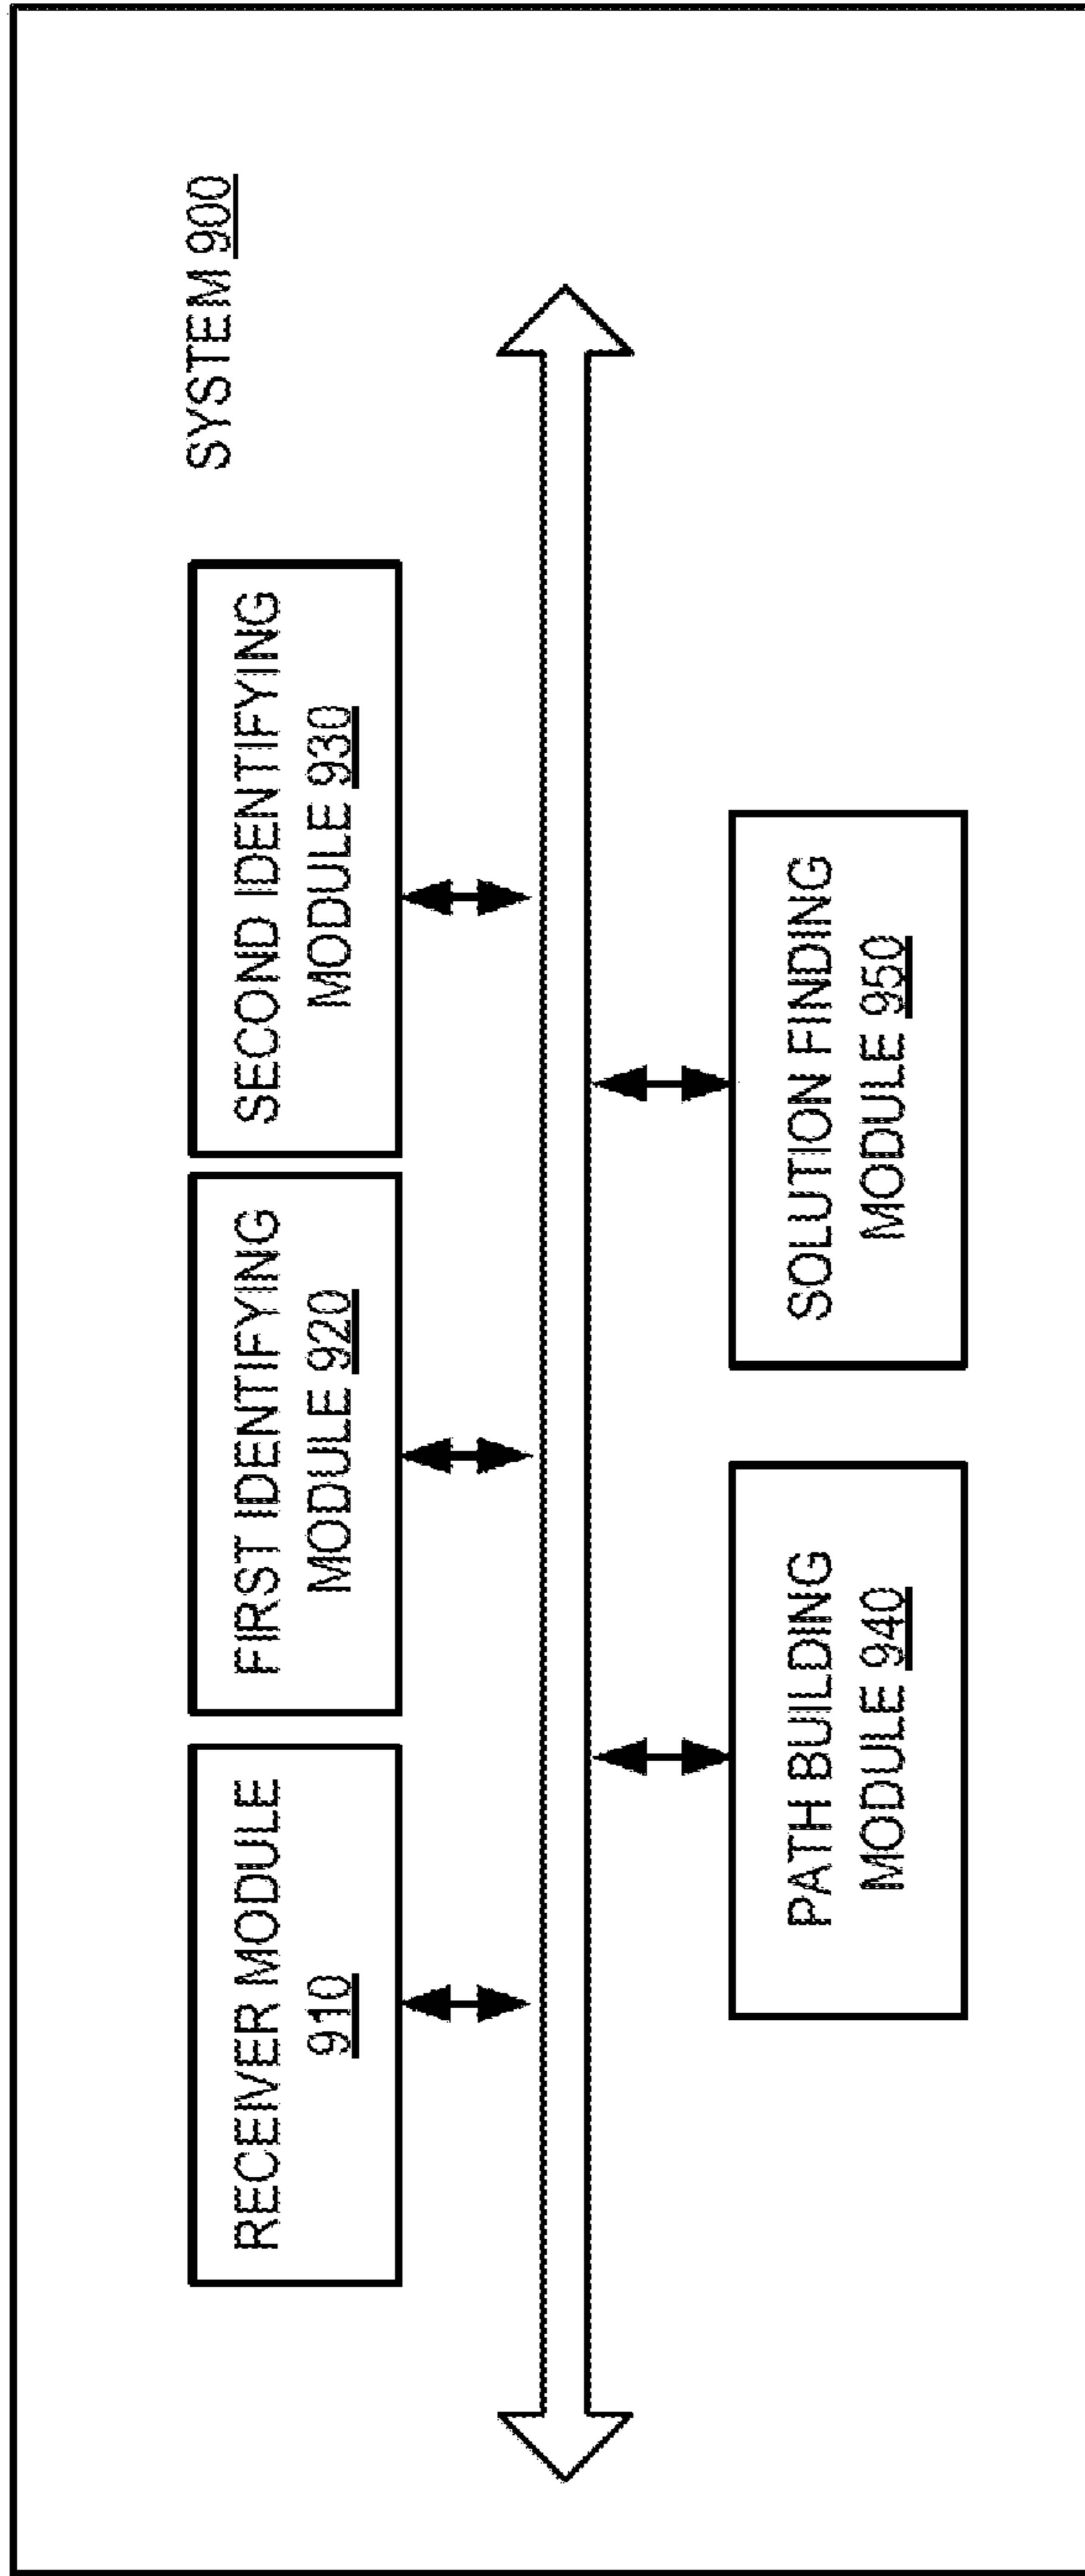 SYSTEM 900
RECEIVER MODULE
910
FIRST IDENTIFYING
MODULE 920
SECOND IDENTIFYING
MODULE 930
PATH BUILDING
MODULE 940
SOLUTION FINDING
MODULE 950